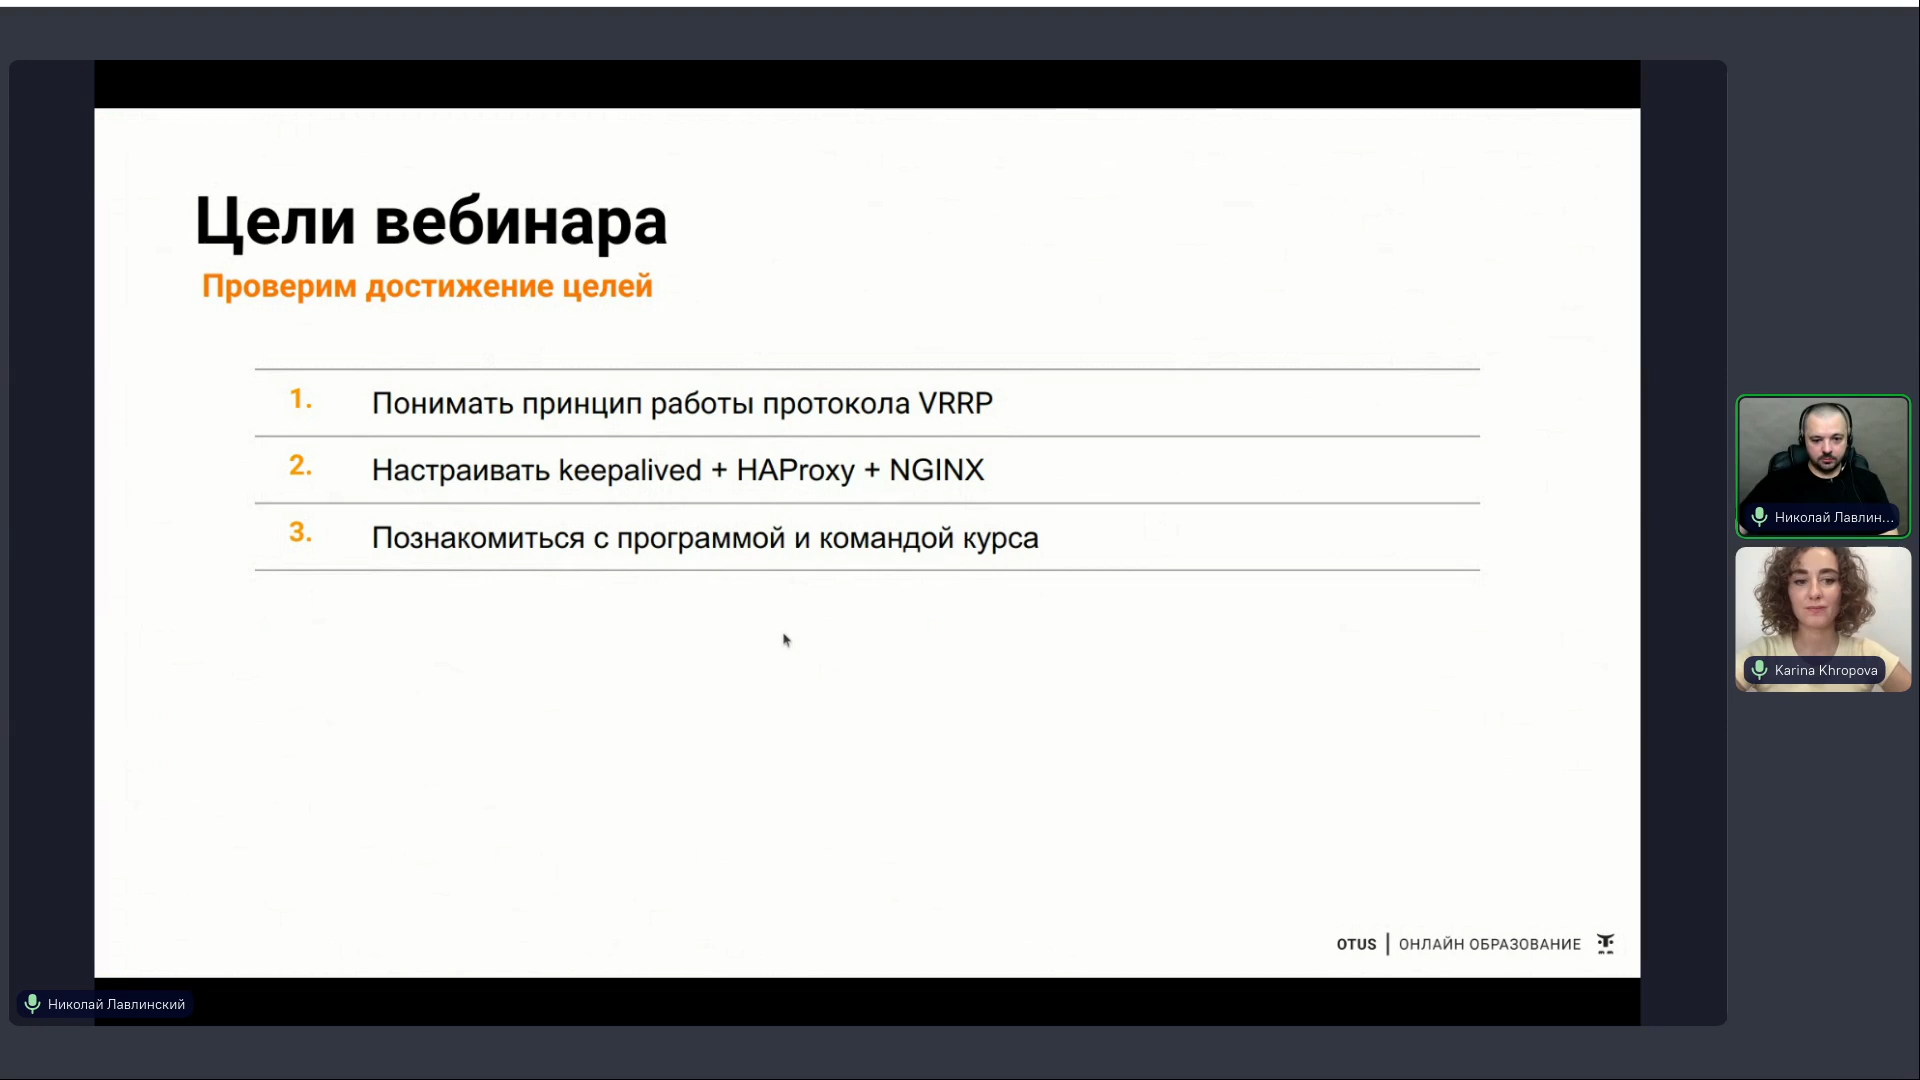 Цели вебинара
Проверим достижение целей
1. Понимать принцип работы протокола VRRP
2. Настраивать keepalived + HAProxy + NGINX
3. Познакомиться с программой и командой курса
OTUS | ОНЛАЙН ОБРАЗОВАНИЕ
Николай Лавлинский
Николай Лавлин...
Karina Khropova